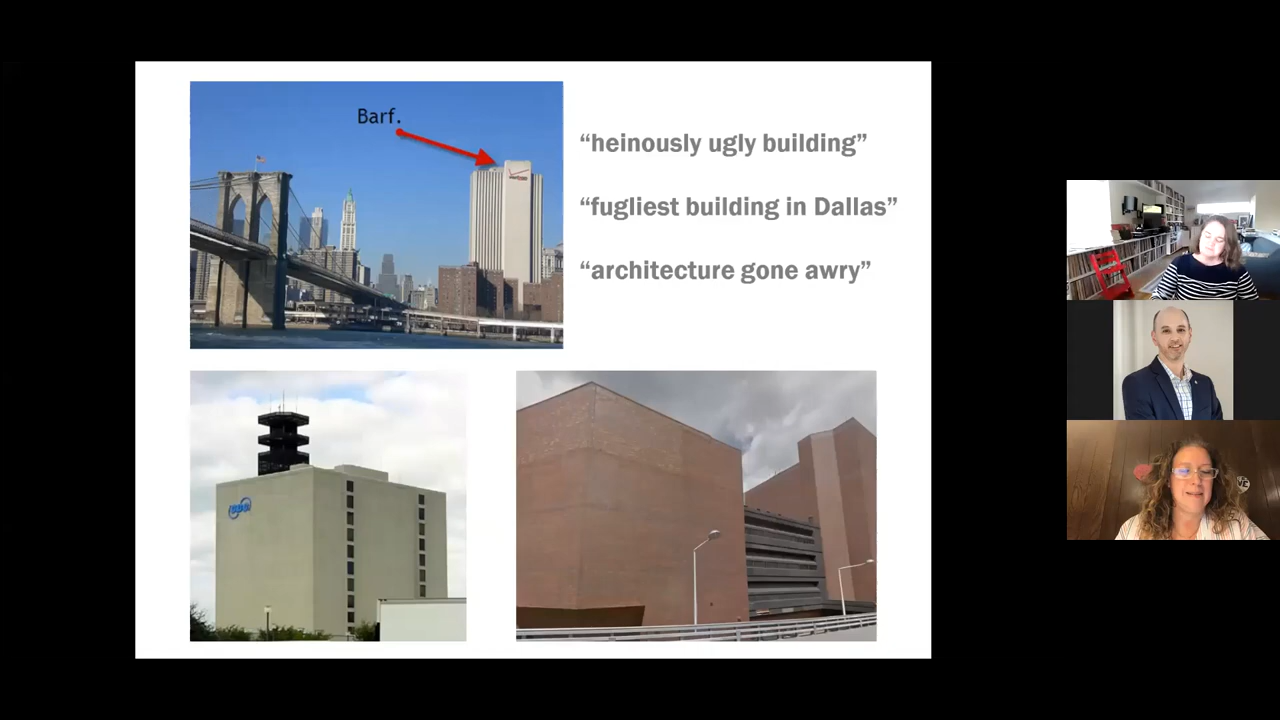 Barf.
“heinously ugly building”
“fugliest building in Dallas”
“architecture gone awry”